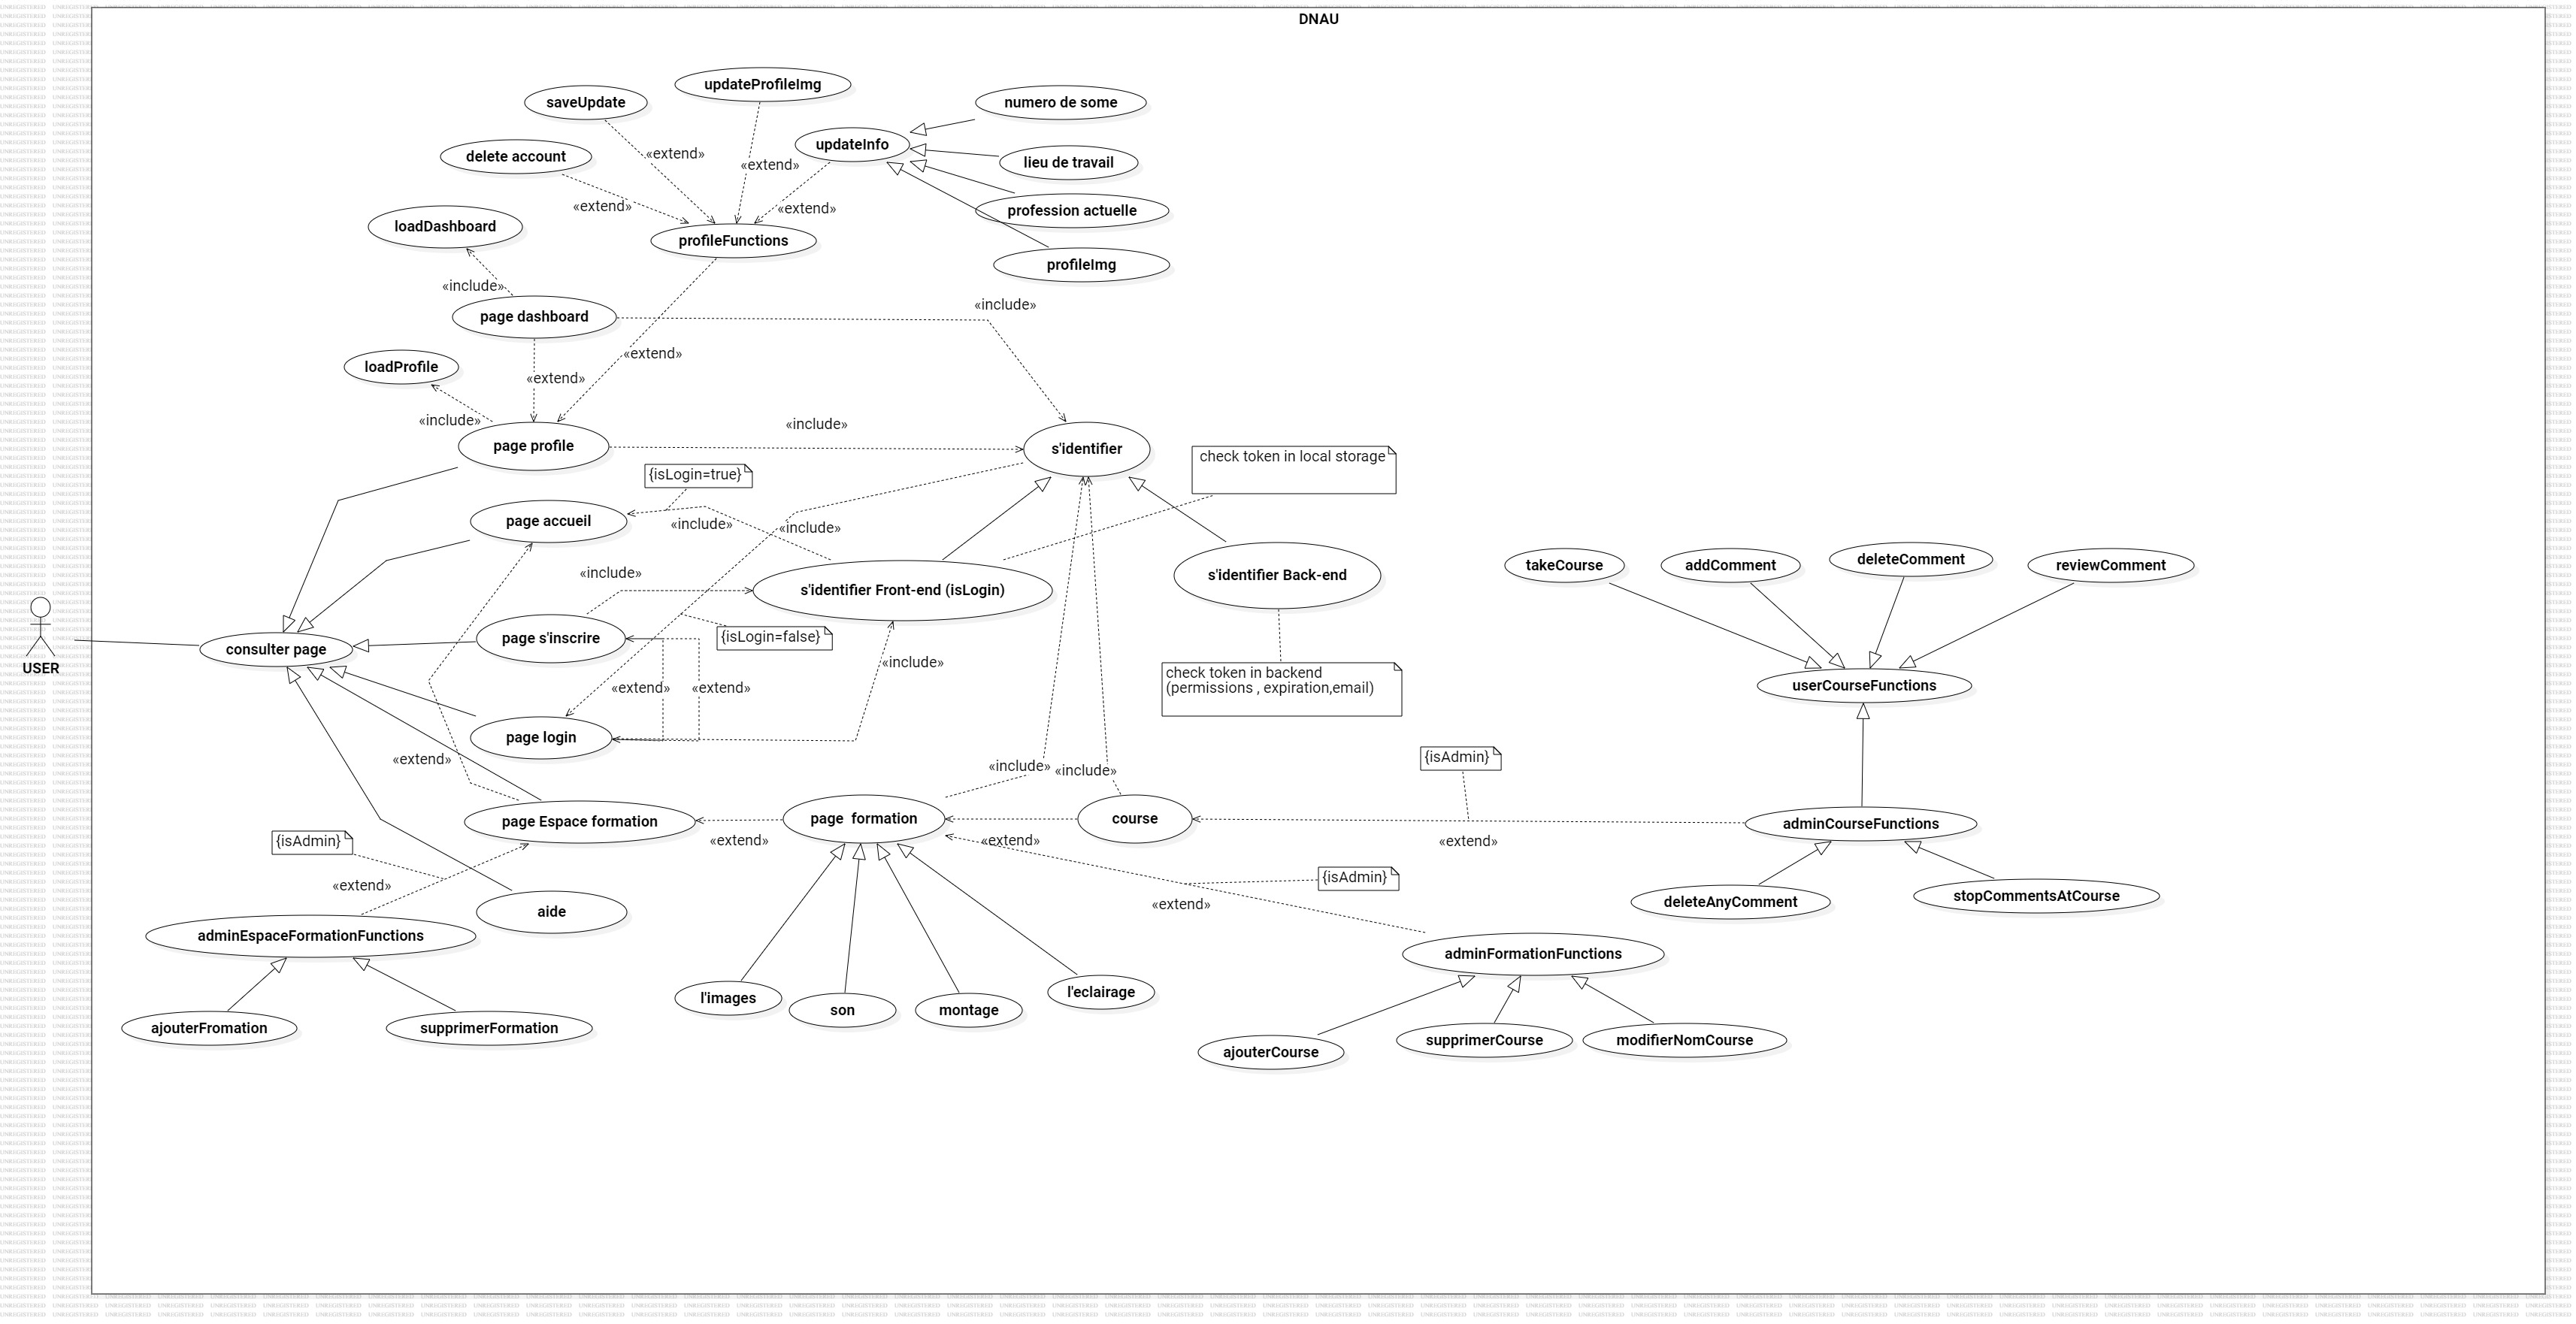 DNAU
updateProfileImg
saveUpdate
numero de some
updateInfo
delete account
«extend»
«extend»
lieu de travail
«extend»
«extend»
profession actuelle
loadDashboard
profileFunctions
profileImg
«include»
«include»
page dashboard
«extend»
loadProfile
«extend»
«include»
«include»
page profile
s'identifier
check token in local storage
{isLogin=true}
page accueil
«include»
«include»
takeCourse
addComment
deleteComment
reviewComment
«include»
s'identifier Front-end (isLogin)
s'identifier Back-end
page s'inscrire
{isLogin=false}
consulter page
USER
«include»
check token in backend
(permissions , expiration,email)
«extend»
«extend»
userCourseFunctions
page login
«extend»
«include»
«include»
{isAdmin}
page Espace formation
page  formation
course
adminCourseFunctions
{isAdmin}
«extend»
«extend»
«extend»
«extend»
{isAdmin}
aide
«extend»
deleteAnyComment
stopCommentsAtCourse
adminEspaceFormationFunctions
adminFormationFunctions
l'images
son
montage
l'eclairage
ajouterFromation
supprimerFormation
ajouterCourse
supprimerCourse
modifierNomCourse
UNREGISTERED